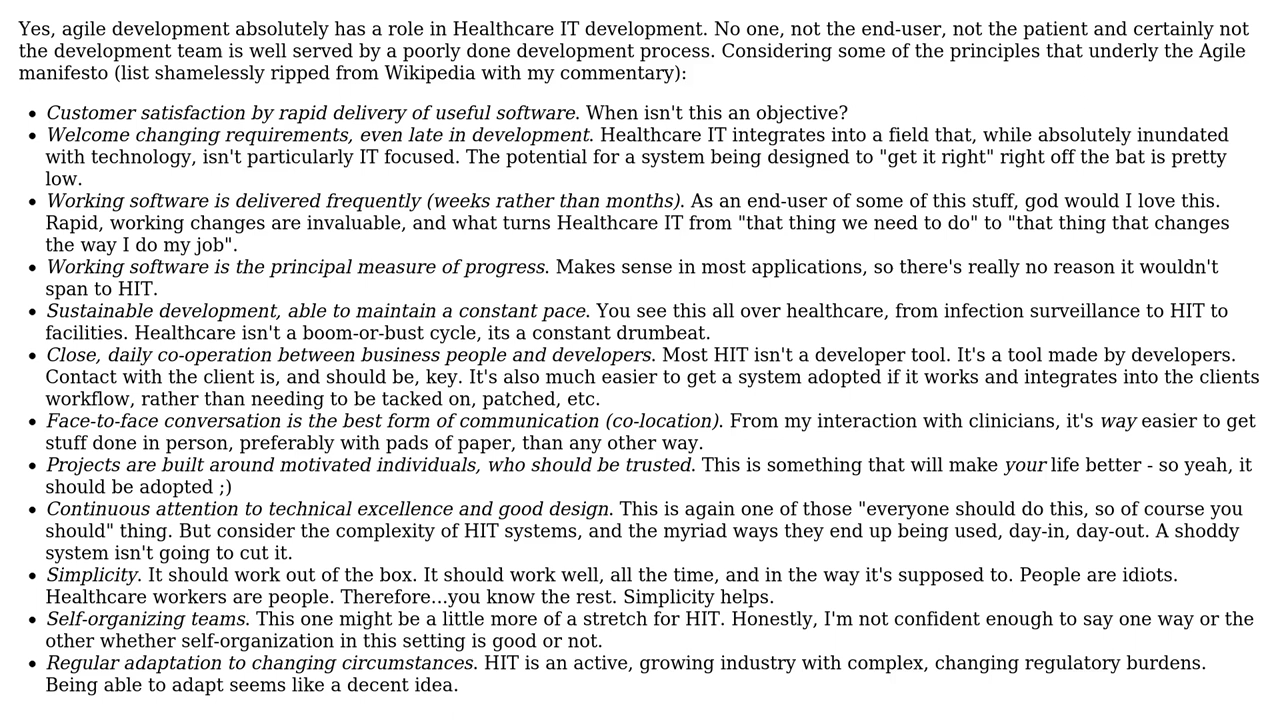 Yes, agile development absolutely has a role in Healthcare IT development. No one, not the end-user, not the patient and certainly not
the development team is well served by a poorly done development process. Considering some of the principles that underly the Agile
manifesto (list shamelessly ripped from Wikipedia with my commentary):
• Customer satisfaction by rapid delivery of useful software. When isn't this an objective?
• Welcome changing requirements, even late in development. Healthcare IT integrates into a field that, while absolutely inundated
with technology, isn't particularly IT focused. The potential for a system being designed to "get it right" right off the bat is pretty
low.
• Working software is delivered frequently (weeks rather than months). As an end-user of some of this stuff, god would I love this.
Rapid, working changes are invaluable, and what turns Healthcare IT from "that thing we need to do" to "that thing that changes
the way I do my job".
• Working software is the principal measure of progress. Makes sense in most applications, so there's really no reason it wouldn't
span to HIT.
• Sustainable development, able to maintain a constant pace. You see this all over healthcare, from infection surveillance to HIT to
facilities. Healthcare isn't a boom-or-bust cycle, its a constant drumbeat.
• Close, daily co-operation between business people and developers. Most HIT isn't a developer tool. It's a tool made by developers.
Contact with the client is, and should be, key. It's also much easier to get a system adopted if it works and integrates into the clients
workflow, rather than needing to be tacked on, patched, etc.
• Face-to-face conversation is the best form of communication (co-location). From my interaction with clinicians, it's way easier to get
stuff done in person, preferably with pads of paper, than any other way.
• Projects are built around motivated individuals, who should be trusted. This is something that will make your life better - so yeah, it
should be adopted ;)
• Continuous attention to technical excellence and good design. This is again one of those "everyone should do this, so of course you
should" thing. But consider the complexity of HIT systems, and the myriad ways they end up being used, day-in, day-out. A shoddy
system isn't going to cut it.
• Simplicity. It should work out of the box. It should work well, all the time, and in the way it's supposed to. People are idiots.
Healthcare workers are people. Therefore...you know the rest. Simplicity helps.
• Self-organizing teams. This one might be a little more of a stretch for HIT. Honestly, I'm not confident enough to say one way or the
other whether self-organization in this setting is good or not.
• Regular adaptation to changing circumstances. HIT is an active, growing industry with complex, changing regulatory burdens.
Being able to adapt seems like a decent idea.